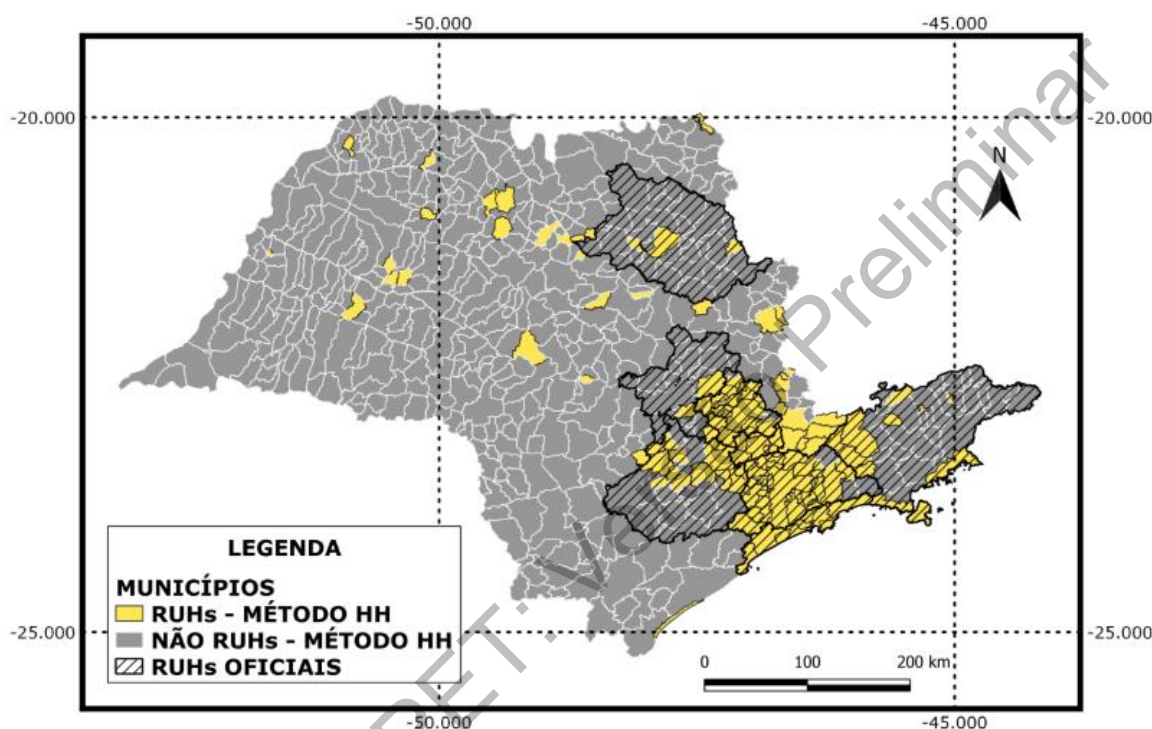 -50.000 -45.000
-20.000 -20.000
N
LEGENDA
MUNICÍPIOS
RUHs - MÉTODO HH
NÃO RUHs - MÉTODO HH
RUHs OFICIAIS
-25.000 -25.000
0 100 200 km
-50.000 -45.000
Preliminar